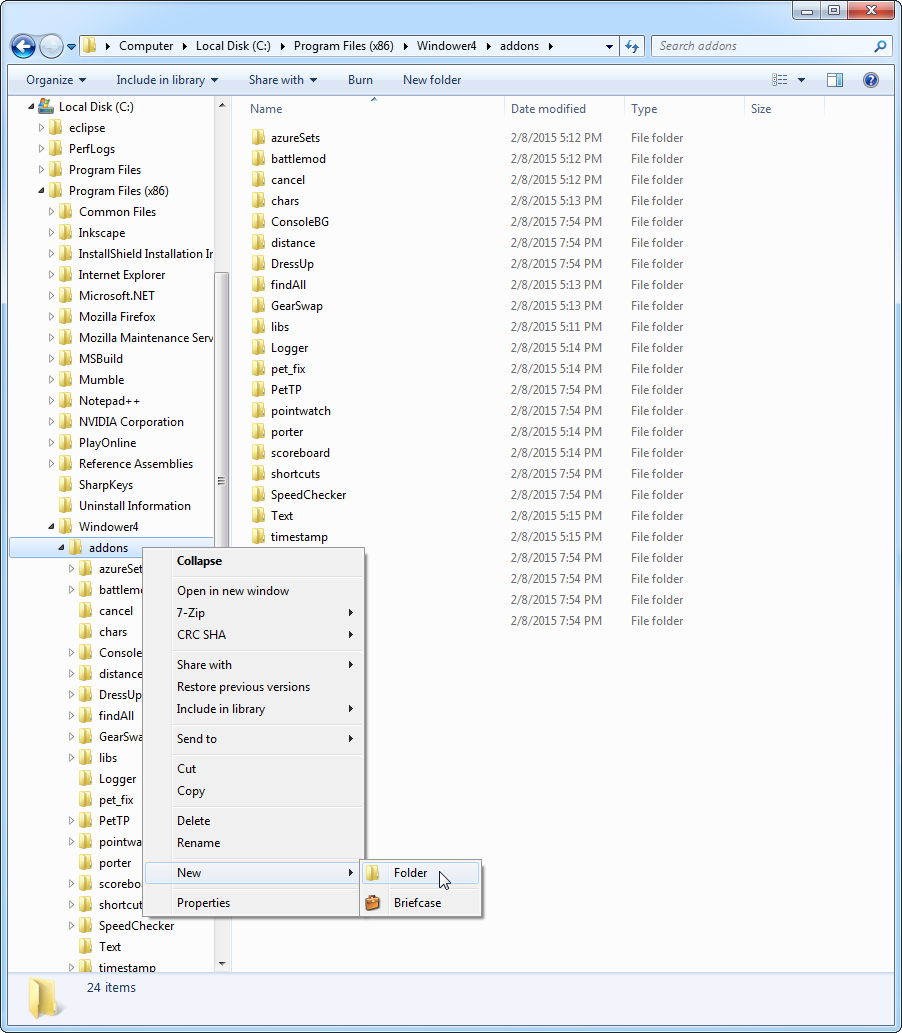 Computer Local Disk (C:) Program Files (x86) Windower4 addons
Search addons
Organize Include in library Share with Burn New folder
Local Disk (C:)
eclipse
PerfLogs
Program Files
Program Files (x86)
Common Files
Inkscape
InstallShield Installation In
Internet Explorer
Microsoft.NET
Mozilla Firefox
Mozilla Maintenance Serv
MSBuild
Mumble
Notepad++
NVIDIA Corporation
PlayOnline
Reference Assemblies
SharpKeys
Uninstall Information
Windower4
addons
azureSet
battlemo
cancel
chars
Console
distance
DressUp
findAll
GearSwa
libs
Logger
pet_fix
PetTP
pointwa
porter
scorebo
shortcut
SpeedChecker
Text
timestamp
Name Date modified Type Size
azureSets 2/8/2015 5:12 PM File folder
battlemod 2/8/2015 5:12 PM File folder
cancel 2/8/2015 5:12 PM File folder
chars 2/8/2015 5:13 PM File folder
ConsoleBG 2/8/2015 7:54 PM File folder
distance 2/8/2015 7:54 PM File folder
DressUp 2/8/2015 7:54 PM File folder
findAll 2/8/2015 5:13 PM File folder
GearSwap 2/8/2015 5:13 PM File folder
libs 2/8/2015 5:11 PM File folder
Logger 2/8/2015 5:14 PM File folder
pet_fix 2/8/2015 5:14 PM File folder
PetTP 2/8/2015 7:54 PM File folder
pointwatch 2/8/2015 7:54 PM File folder
porter 2/8/2015 5:14 PM File folder
scoreboard 2/8/2015 5:14 PM File folder
shortcuts 2/8/2015 7:54 PM File folder
SpeedChecker 2/8/2015 7:54 PM File folder
Text 2/8/2015 5:15 PM File folder
timestamp 2/8/2015 5:15 PM File folder
2/8/2015 7:54 PM File folder
2/8/2015 7:54 PM File folder
2/8/2015 7:54 PM File folder
2/8/2015 7:54 PM File folder
Collapse
Open in new window
7-Zip
CRC SHA
Share with
Restore previous versions
Include in library
Send to
Cut
Copy
Delete
Rename
New
Properties
Folder
Briefcase
24 items